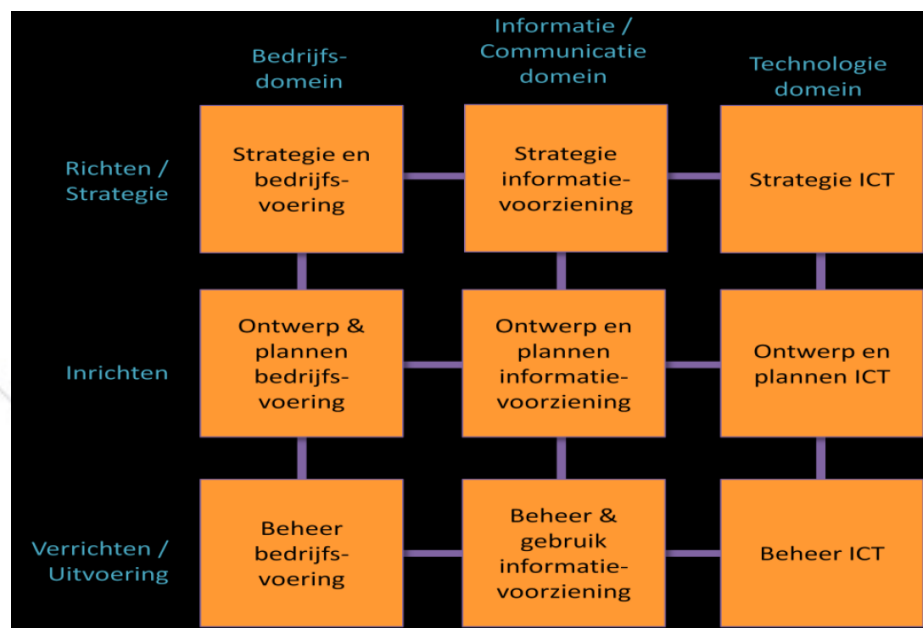 Bedrijfs-
domein
Informatie /
Communicatie
domein
Technologie
domein
Richten /
Strategie
Strategie en
bedrijfs-
voering
Strategie
informatie-
voorziening
Strategie ICT
Inrichten
Ontwerp &
plannen
bedrijfs-
voering
Ontwerp en
plannen
informatie-
voorziening
Ontwerp en
plannen ICT
Verrichten /
Uitvoering
Beheer
bedrijfs-
voering
Beheer &
gebruik
informatie-
voorziening
Beheer ICT